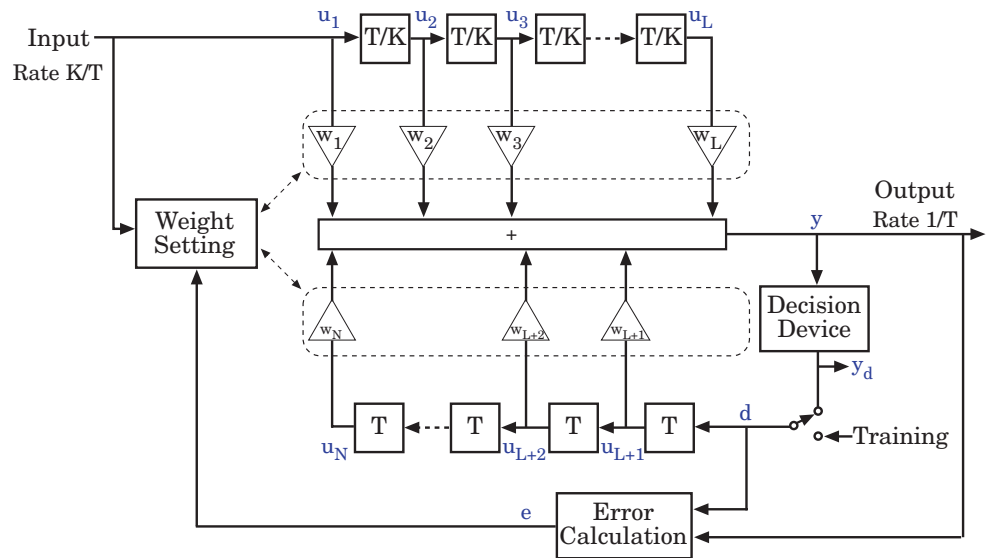 u1 u2 u3 uL
Input T/K T/K T/K T/K
Rate K/T
w1 w2 w3 wL
Weight
Setting
+
y
Output
Rate 1/T
wN wL+2 wL+1
Decision
Device
yd
T T T T
uN uL+2 uL+1 d
Training
e
Error
Calculation